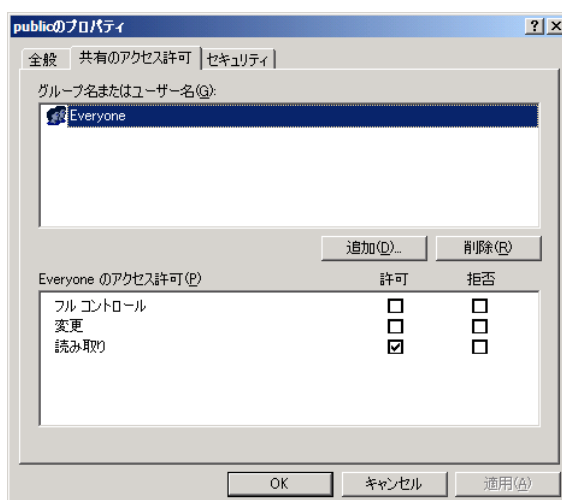 publicのプロパティ
全般 共有のアクセス許可 セキュリティ
グループ名またはユーザー名(G):
Everyone
追加(D)... 削除(R)
Everyone のアクセス許可(P) 許可 拒否
フル コントロール
変更
読み取り
OK キャンセル 適用(A)